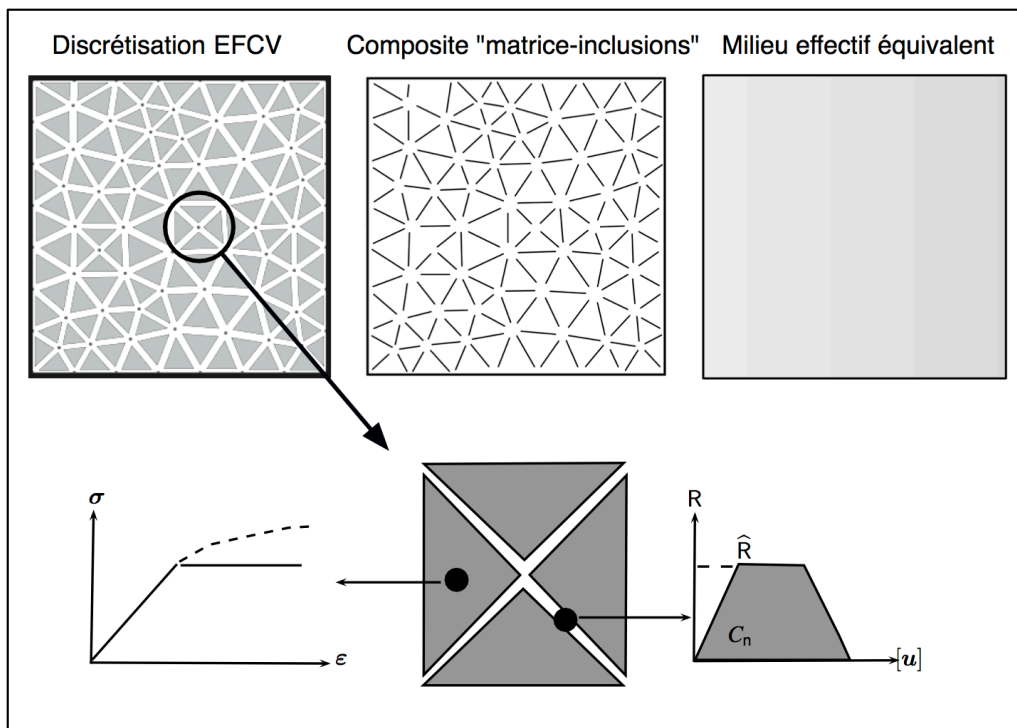 Discrétisation EFCV
Composite "matrice-inclusions"
Milieu effectif équivalent
σ
ε
R
R̂
Cₙ
[u]